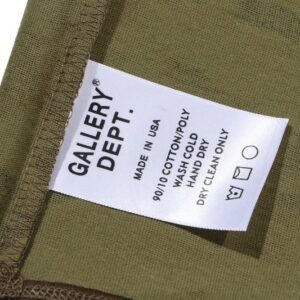 GALLERY
DEPT.
MADE IN USA
90/10 COTTON/POLY
WASH COLD
HAND DRY
DRY CLEAN ONLY